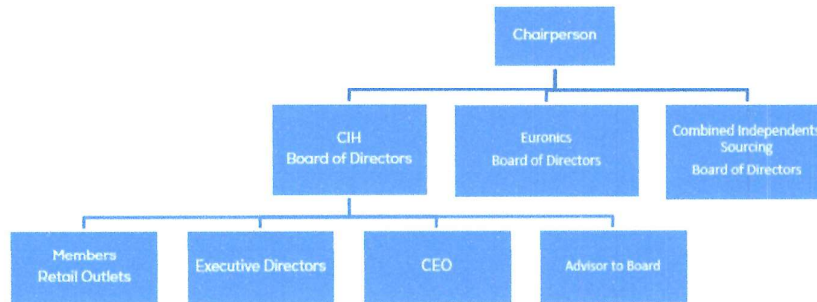 Chairperson
CIH
Board of Directors
Euronics
Board of Directors
Combined Independents
Sourcing
Board of Directors
Members
Retail Outlets
Executive Directors
CEO
Advisor to Board